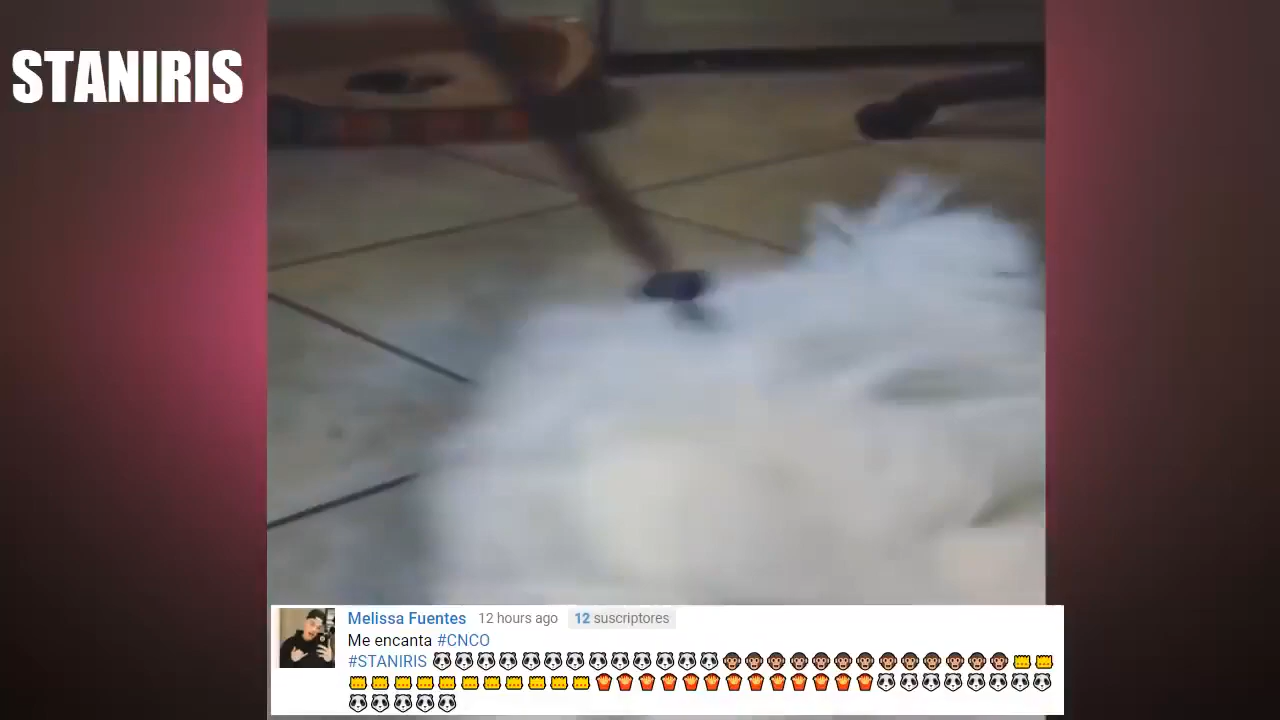 STANIRIS
Melissa Fuentes 12 hours ago 12 suscriptores
Me encanta #CNCO
#STANIRIS